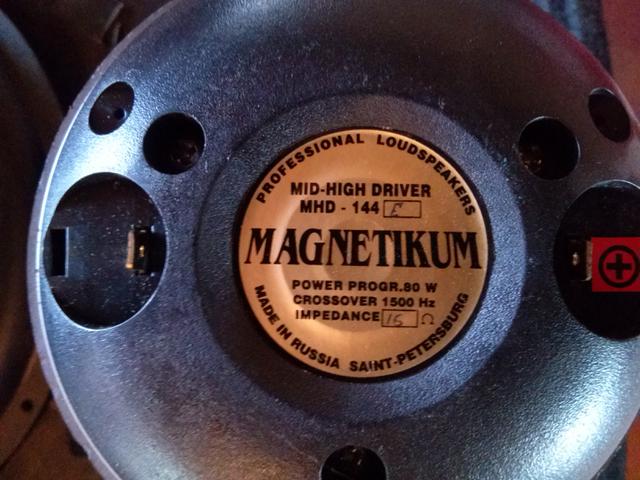 PROFESSIONAL LOUDSPEAKERS
MID-HIGH DRIVER
MHD - 144 E
MAGNETIKUM
POWER PROGR.80 W
CROSSOVER 1500 Hz
IMPEDANCE 16 Ω
MADE IN RUSSIA SAINT-PETERSBURG